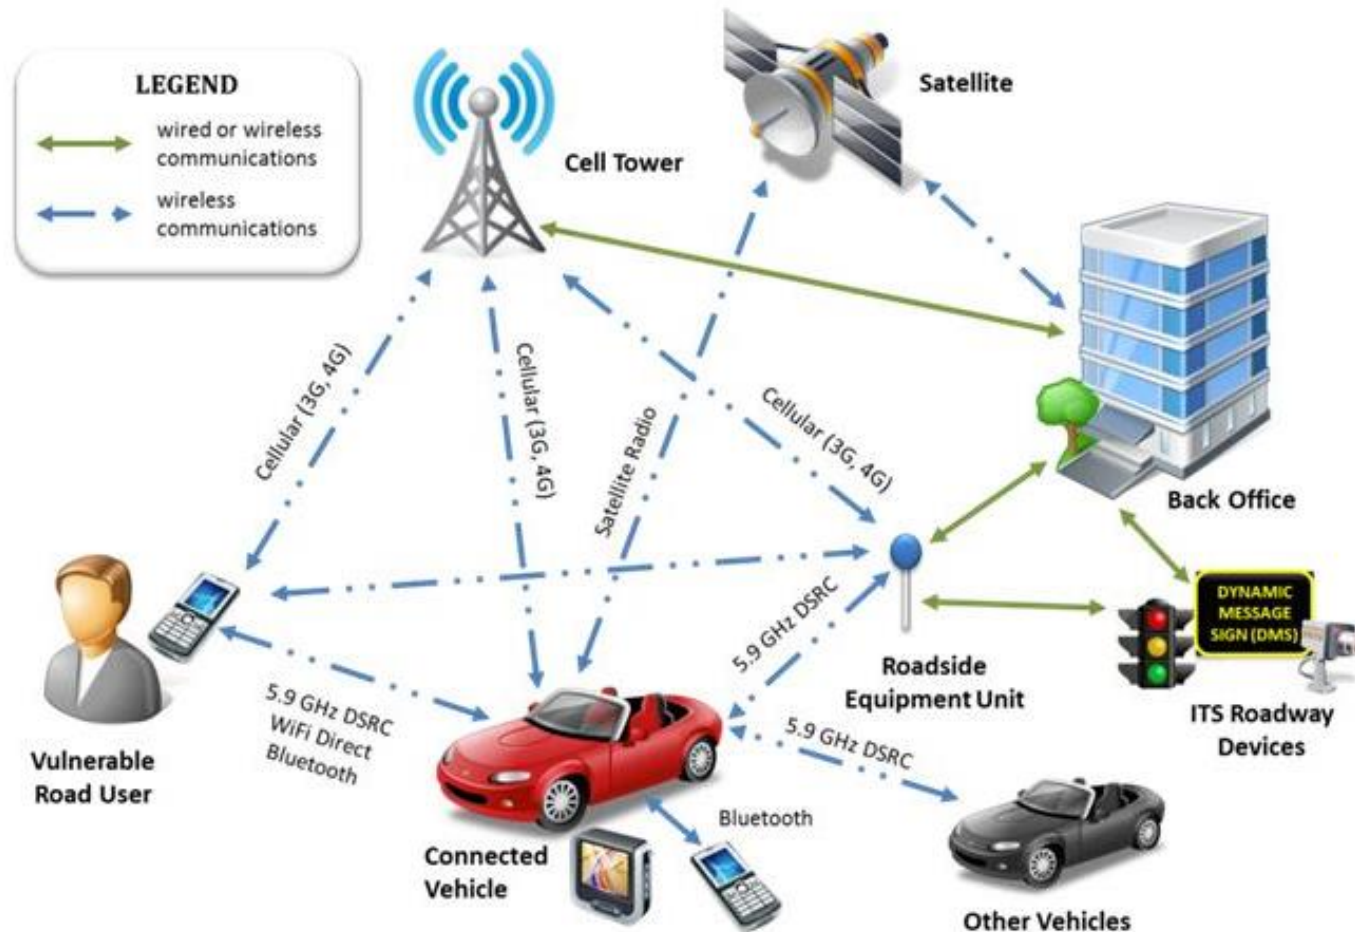 LEGEND
wired or wireless
communications
wireless
communications
Cell Tower
Satellite
Cellular (3G, 4G)
Cellular (3G, 4G)
Satellite Radio
Cellular (3G, 4G)
Back Office
DYNAMIC
MESSAGE
SIGN (DMS)
5.9 GHz DSRC
Roadside
Equipment Unit
ITS Roadway
Devices
5.9 GHz DSRC
WiFi Direct
Bluetooth
5.9 GHz DSRC
Vulnerable
Road User
Bluetooth
Connected
Vehicle
Other Vehicles